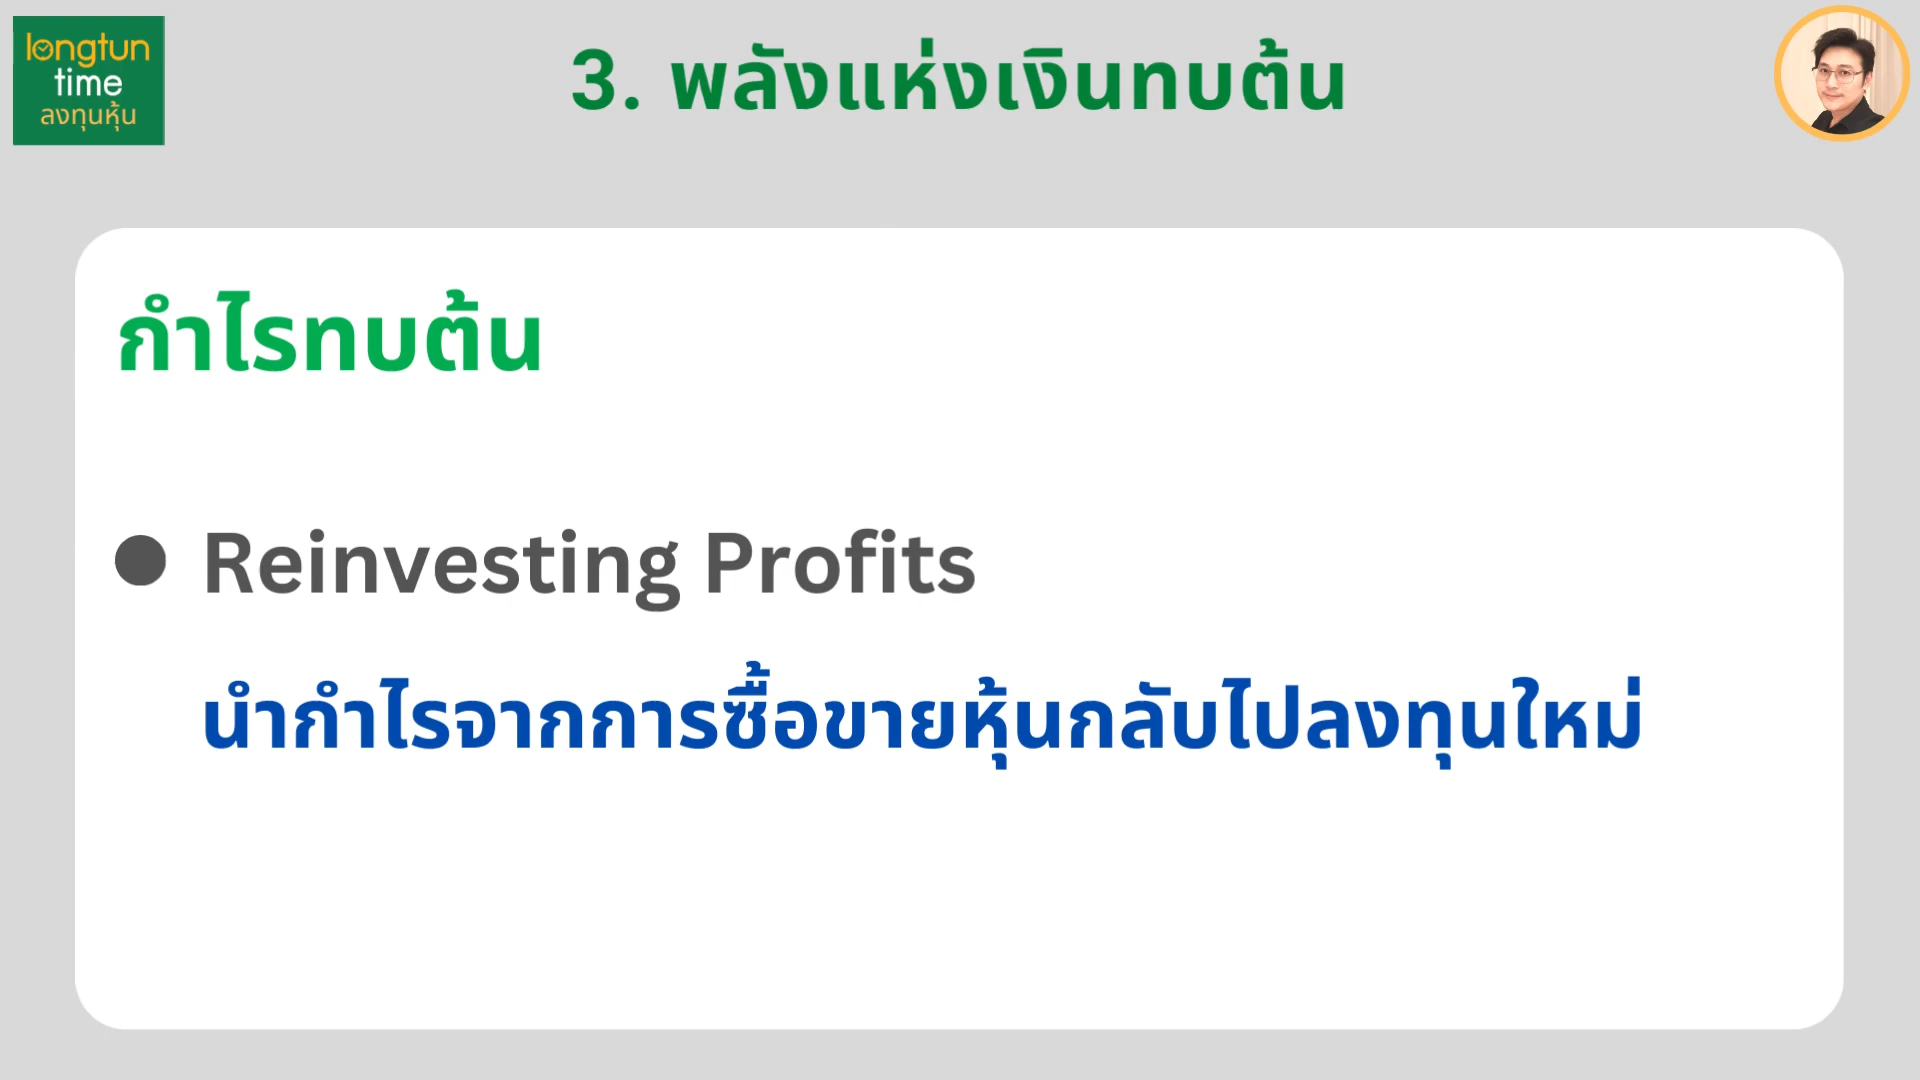 longtun
time
ลงทุนหุ้น
3. พลังแห่งเงินทบต้น
กำไรทบต้น
● Reinvesting Profits
นำกำไรจากการซื้อขายหุ้นกลับไปลงทุนใหม่